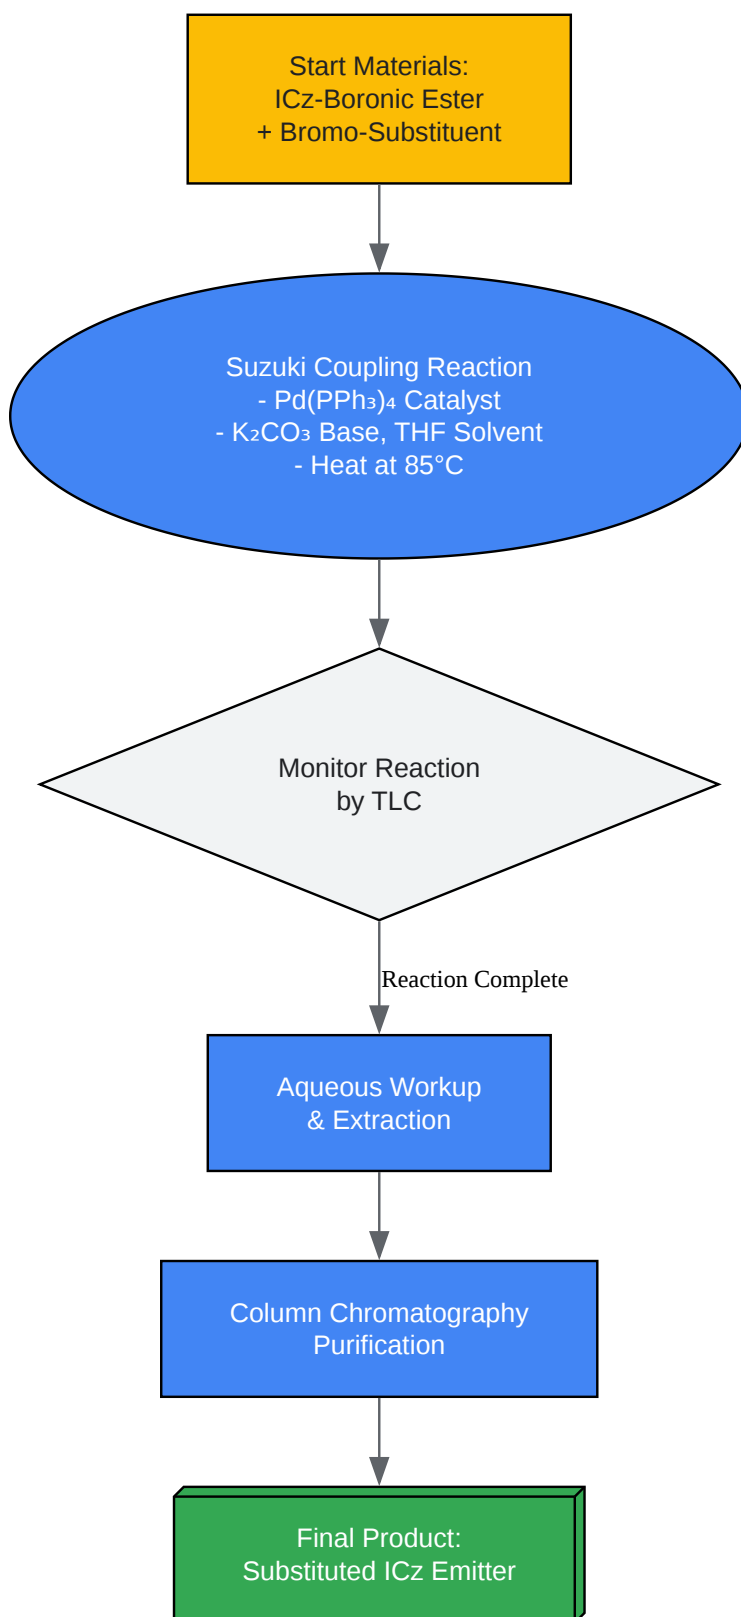 Start Materials:
ICz-Boronic Ester
+ Bromo-Substituent
Suzuki Coupling Reaction
- Pd(PPh₃)₄ Catalyst
- K₂CO₃ Base, THF Solvent
- Heat at 85°C
Monitor Reaction
by TLC
Reaction Complete
Aqueous Workup
& Extraction
Column Chromatography
Purification
Final Product:
Substituted ICz Emitter